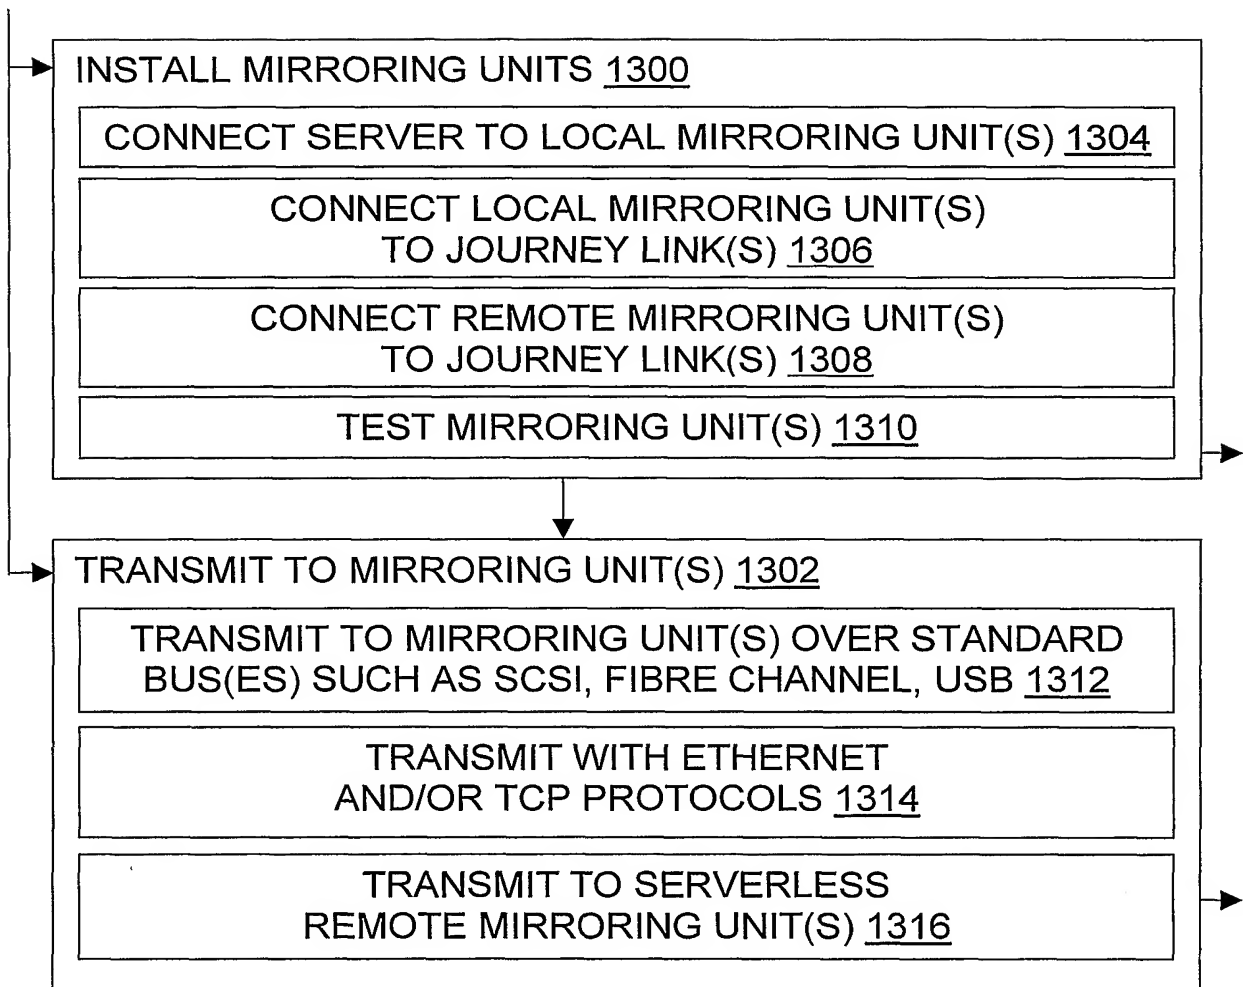 INSTALL MIRRORING UNITS 1300
CONNECT SERVER TO LOCAL MIRRORING UNIT(S) 1304
CONNECT LOCAL MIRRORING UNIT(S)
TO JOURNEY LINK(S) 1306
CONNECT REMOTE MIRRORING UNIT(S)
TO JOURNEY LINK(S) 1308
TEST MIRRORING UNIT(S) 1310
TRANSMIT TO MIRRORING UNIT(S) 1302
TRANSMIT TO MIRRORING UNIT(S) OVER STANDARD
BUS(ES) SUCH AS SCSI, FIBRE CHANNEL, USB 1312
TRANSMIT WITH ETHERNET
AND/OR TCP PROTOCOLS 1314
TRANSMIT TO SERVERLESS
REMOTE MIRRORING UNIT(S) 1316